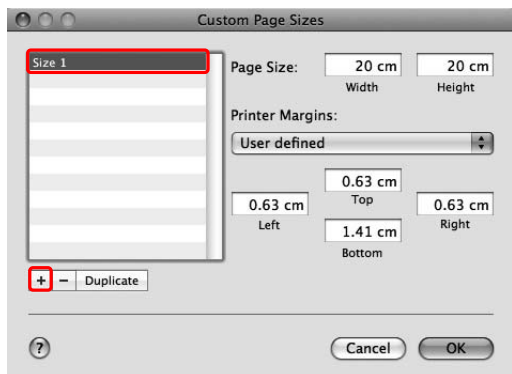 Custom Page Sizes
Size 1
Page Size:
20 cm
20 cm
Width
Height
Printer Margins:
User defined
0.63 cm
Top
0.63 cm
0.63 cm
Left
Right
1.41 cm
Bottom
+
−
Duplicate
?
Cancel
OK